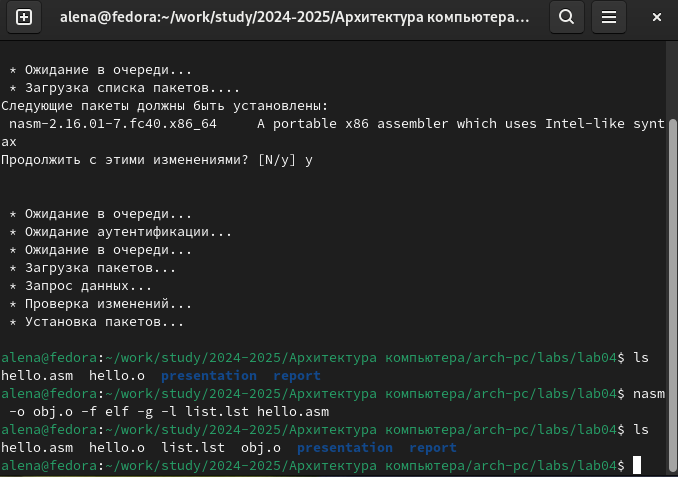 alena@fedora:~/work/study/2024-2025/Архитектура компьютера...
* Ожидание в очереди...
* Загрузка списка пакетов....
Следующие пакеты должны быть установлены:
nasm-2.16.01-7.fc40.x86_64     A portable x86 assembler which uses Intel-like synt
ax
Продолжить с этими изменениями? [N/y] y
* Ожидание в очереди...
* Ожидание аутентификации...
* Ожидание в очереди...
* Загрузка пакетов...
* Запрос данных...
* Проверка изменений...
* Установка пакетов...
alena@fedora:~/work/study/2024-2025/Архитектура компьютера/arch-pc/labs/lab04$ ls
hello.asm  hello.o  presentation  report
alena@fedora:~/work/study/2024-2025/Архитектура компьютера/arch-pc/labs/lab04$ nasm
-o obj.o -f elf -g -l list.lst hello.asm
alena@fedora:~/work/study/2024-2025/Архитектура компьютера/arch-pc/labs/lab04$ ls
hello.asm  hello.o  list.lst  obj.o  presentation  report
alena@fedora:~/work/study/2024-2025/Архитектура компьютера/arch-pc/labs/lab04$